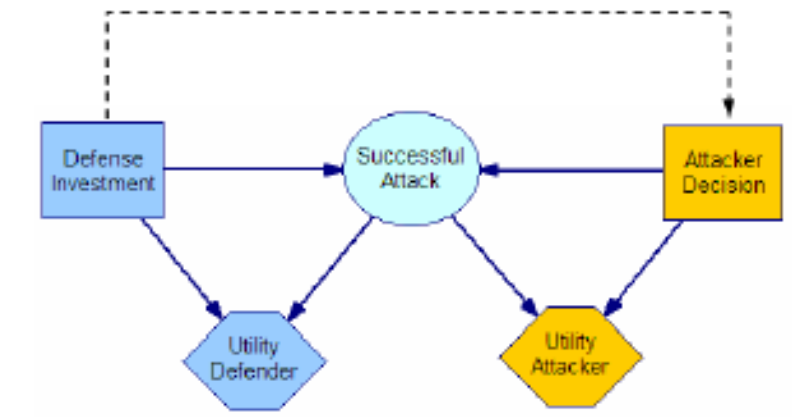 Defense
Investment
Successful
Attack
Attacker
Decision
Utility
Defender
Utility
Attacker